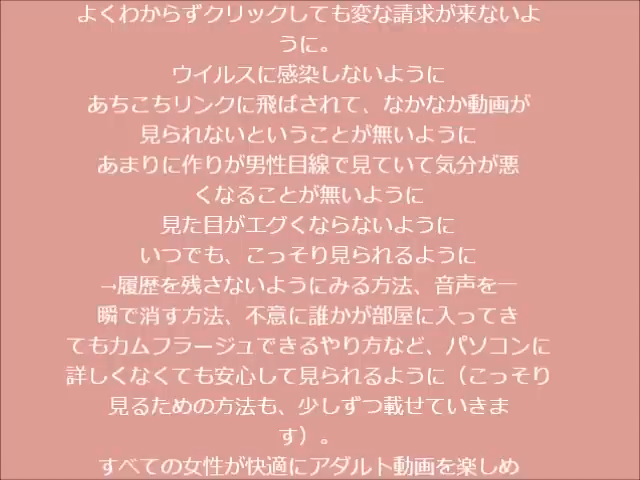 よくわからずクリックしても変な請求が来ないよ
うに。
ウイルスに感染しないように
あちこちリンクに飛ばされて、なかなか動画が
見られないということが無いように
あまりに作りが男性目線で見ていて気分が悪
くなることが無いように
見た目がエグくならないように
いつでも、こっそり見られるように
→履歴を残さないようにみる方法、音声を一
瞬で消す方法、不意に誰かが部屋に入ってき
てもカムフラージュできるやり方など、パソコンに
詳しくなくても安心して見られるように（こっそり
見るための方法も、少しずつ載せていきま
す）。
すべての女性が快適にアダルト動画を楽しめ